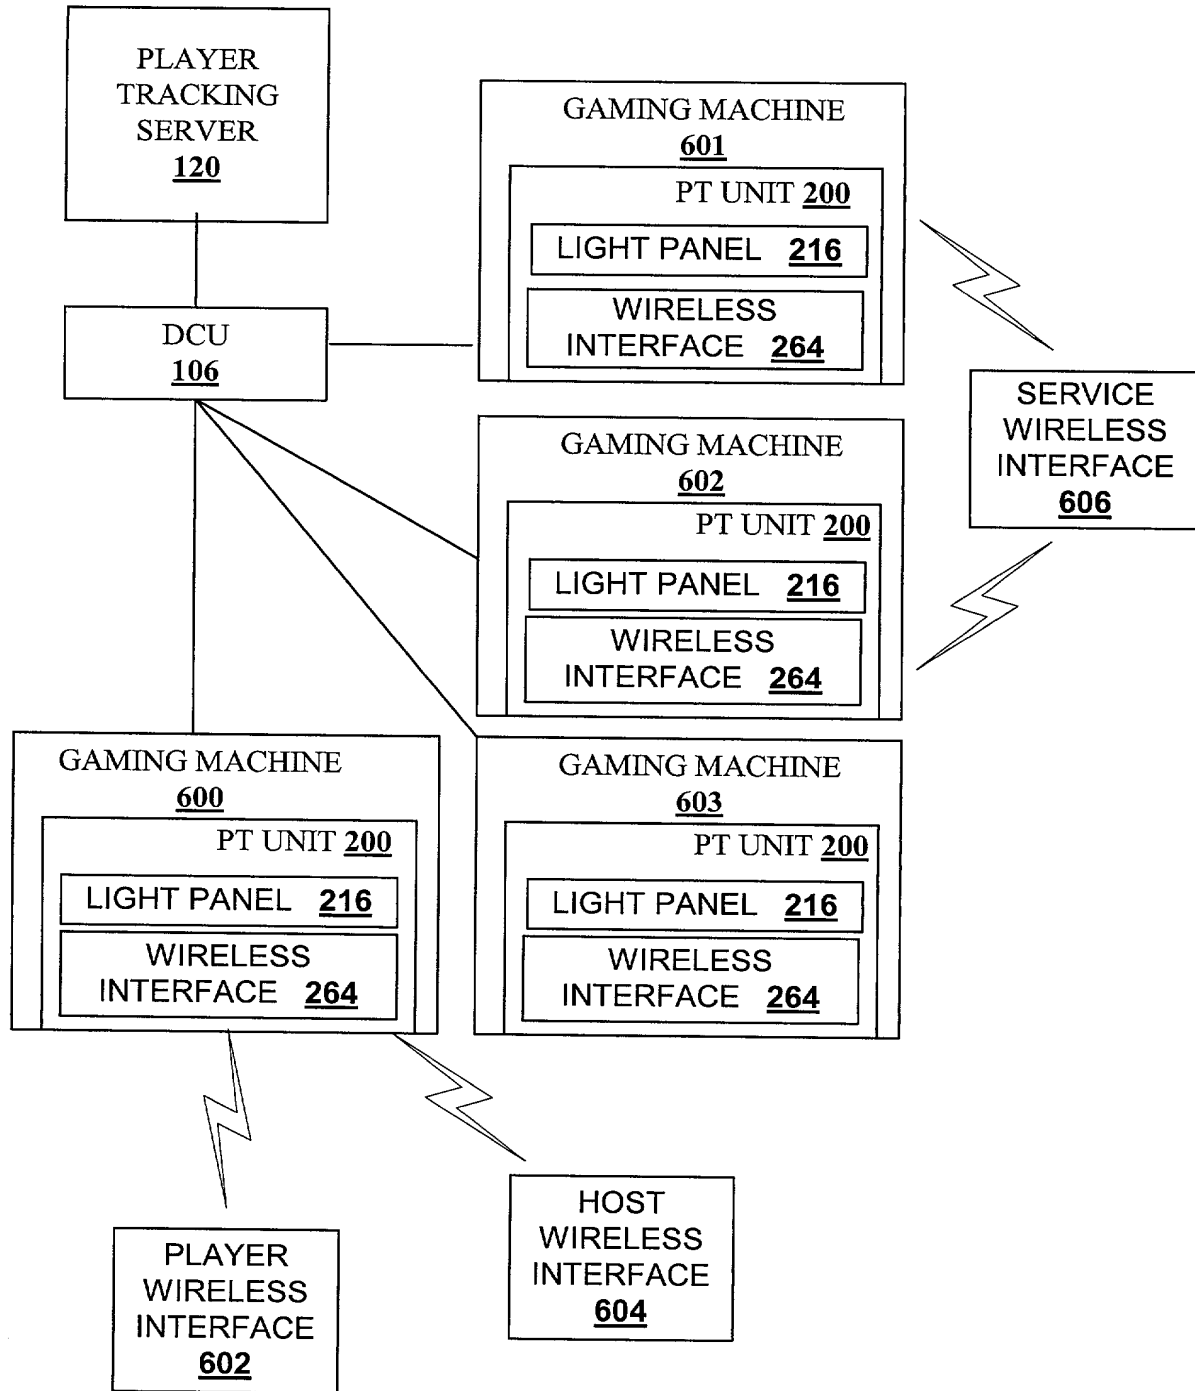 PLAYER
TRACKING
SERVER
120
DCU
106
GAMING MACHINE
601
PT UNIT 200
LIGHT PANEL 216
WIRELESS
INTERFACE 264
SERVICE
WIRELESS
INTERFACE
606
GAMING MACHINE
602
PT UNIT 200
LIGHT PANEL 216
WIRELESS
INTERFACE 264
GAMING MACHINE
600
PT UNIT 200
LIGHT PANEL 216
WIRELESS
INTERFACE 264
GAMING MACHINE
603
PT UNIT 200
LIGHT PANEL 216
WIRELESS
INTERFACE 264
PLAYER
WIRELESS
INTERFACE
602
HOST
WIRELESS
INTERFACE
604